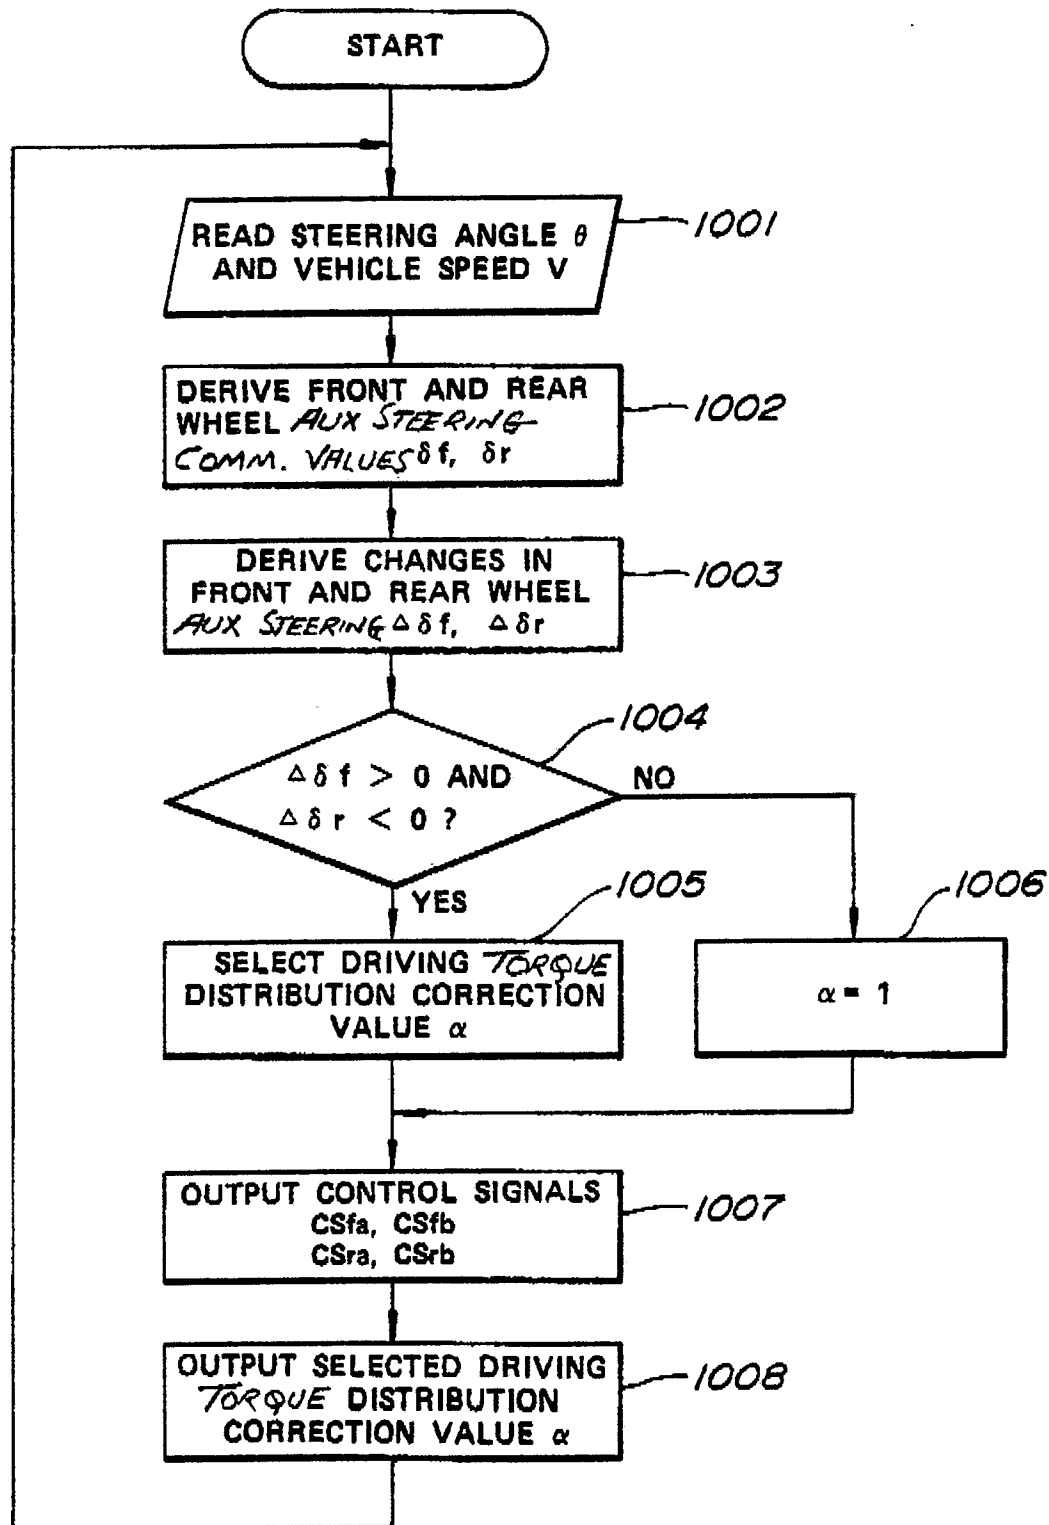 START
READ STEERING ANGLE θ
AND VEHICLE SPEED V
1001
DERIVE FRONT AND REAR
WHEEL AUX STEERING
COMM. VALUES δf, δr
1002
DERIVE CHANGES IN
FRONT AND REAR WHEEL
AUX STEERING Δδf, Δδr
1003
1004
Δδf > 0 AND
Δδr < 0 ?
NO
YES
1005
SELECT DRIVING TORQUE
DISTRIBUTION CORRECTION
VALUE α
1006
α = 1
OUTPUT CONTROL SIGNALS
CSfa, CSfb
CSra, CSrb
1007
OUTPUT SELECTED DRIVING
TORQUE DISTRIBUTION
CORRECTION VALUE α
1008